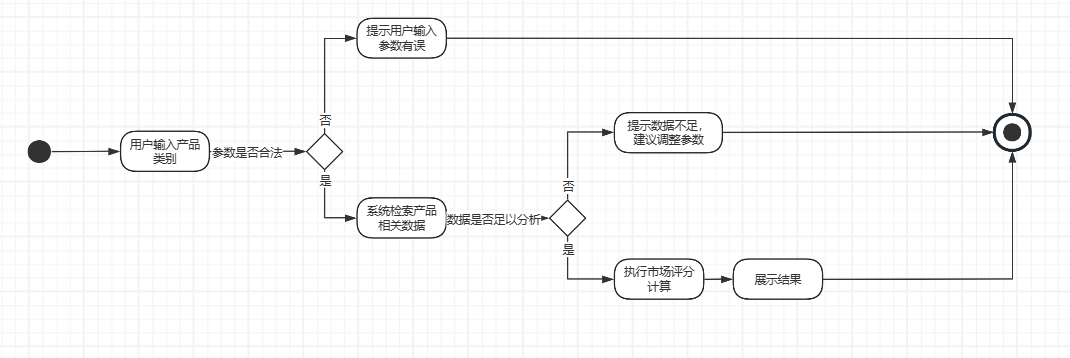 提示用户输入
参数有误
否
用户输入产品
类别
参数是否合法
是
系统检索产品
相关数据
数据是否足以分析
否
提示数据不足，
建议调整参数
是
执行市场评分
计算
展示结果